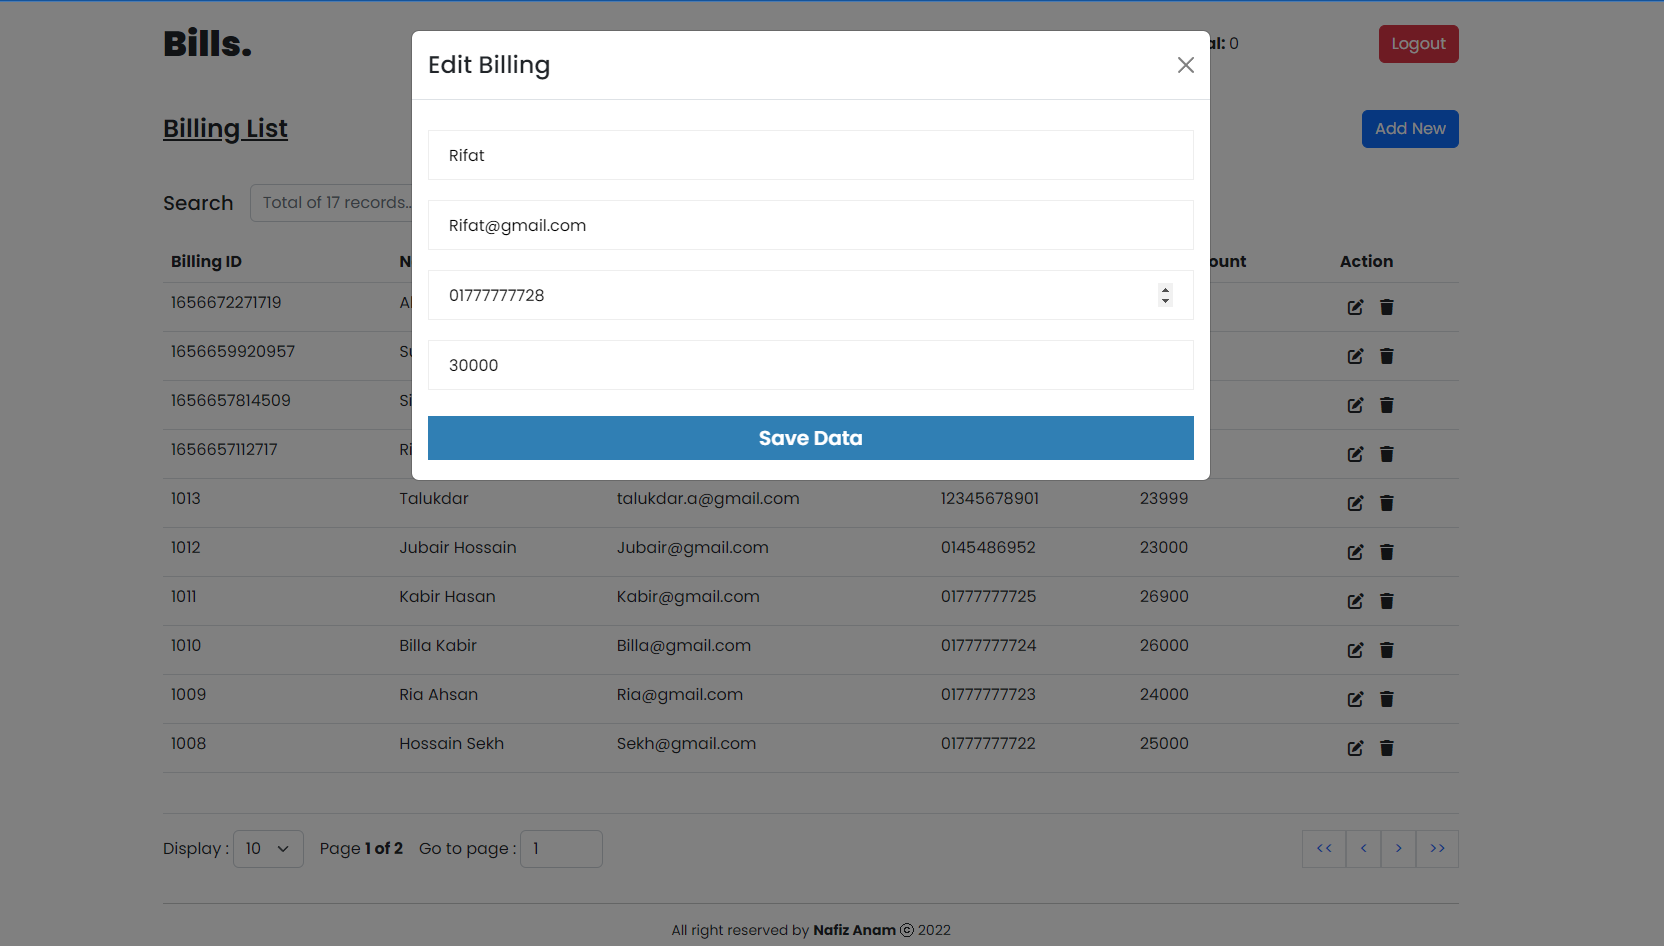 Bills.
al: 0
Logout
Edit Billing
Billing List
Add New
Rifat
Search Total of 17 records..
Rifat@gmail.com
Billing ID N ount Action
01777777728
1656672271719
1656659920957 Su
30000
1656657814509 Si
1656657112717 Ri
Save Data
1013 Talukdar talukdar.a@gmail.com 12345678901 23999
1012 Jubair Hossain Jubair@gmail.com 0145486952 23000
1011 Kabir Hasan Kabir@gmail.com 01777777725 26900
1010 Billa Kabir Billa@gmail.com 01777777724 26000
1009 Ria Ahsan Ria@gmail.com 01777777723 24000
1008 Hossain Sekh Sekh@gmail.com 01777777722 25000
Display : 10 Page 1 of 2 Go to page : 1 << < > >>
All right reserved by Nafiz Anam © 2022